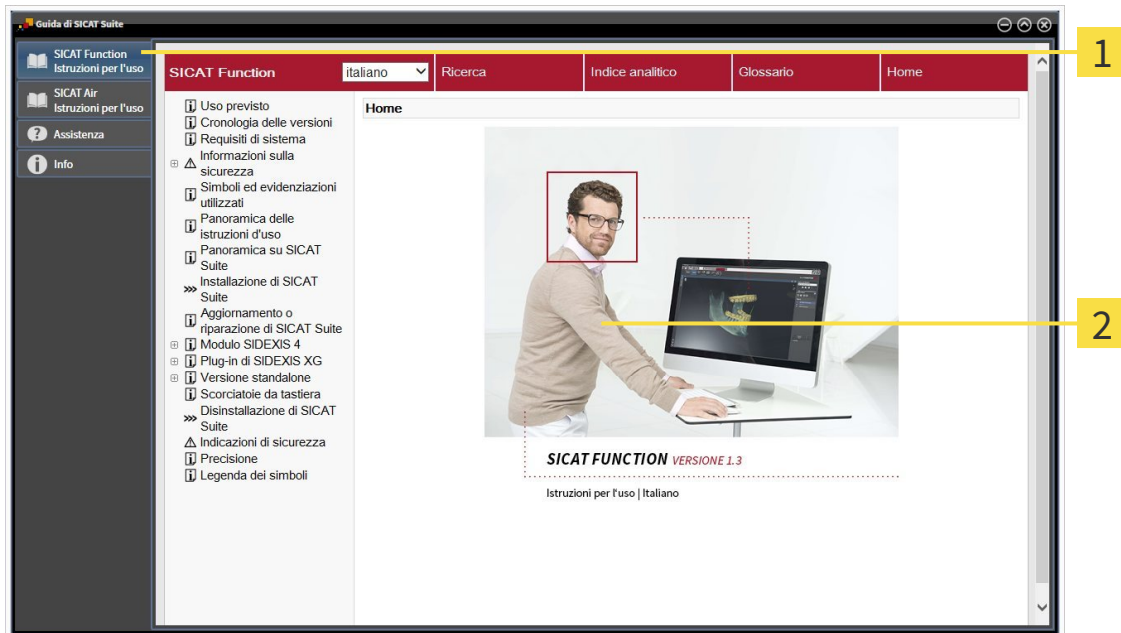 Guida di SICAT Suite
SICAT Function
Istruzioni per l'uso
SICAT Air
Istruzioni per l'uso
Assistenza
Info
SICAT Function
italiano
Ricerca
Indice analitico
Glossario
Home
Uso previsto
Cronologia delle versioni
Requisiti di sistema
Informazioni sulla
sicurezza
Simboli ed evidenziazioni
utilizzati
Panoramica delle
istruzioni d'uso
Panoramica su SICAT
Suite
Installazione di SICAT
Suite
Aggiornamento o
riparazione di SICAT Suite
Modulo SIDEXIS 4
Plug-in di SIDEXIS XG
Versione standalone
Scorciatoie da tastiera
Disinstallazione di SICAT
Suite
Indicazioni di sicurezza
Precisione
Legenda dei simboli
Home
SICAT FUNCTION VERSIONE 1.3
Istruzioni per l'uso | Italiano
1
2